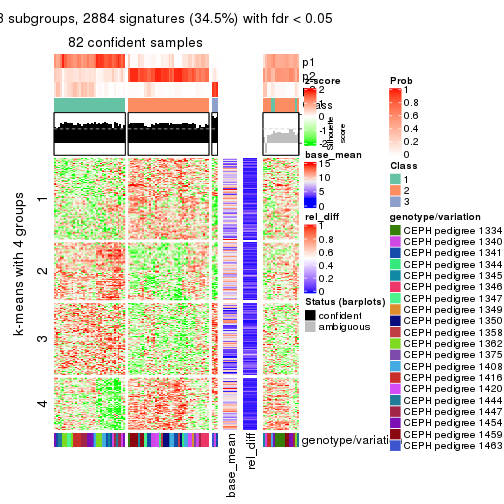 3 subgroups, 2884 signatures (34.5%) with fdr < 0.05
82 confident samples
p1
p2
z-score
2
1
0
-1
-2
silhouette
score
base_mean
15
10
5
0
rel_diff
1
0.8
0.6
0.4
0.2
0
Status (barplots)
confident
ambiguous
k-means with 4 groups
1
2
3
4
base_mean
rel_diff
Prob
1
0.8
0.6
0.4
0.2
0
Class
1
2
3
genotype/variation
CEPH pedigree 1334
CEPH pedigree 1340
CEPH pedigree 1341
CEPH pedigree 1344
CEPH pedigree 1345
CEPH pedigree 1346
CEPH pedigree 1347
CEPH pedigree 1349
CEPH pedigree 1350
CEPH pedigree 1358
CEPH pedigree 1362
CEPH pedigree 1375
CEPH pedigree 1408
CEPH pedigree 1416
CEPH pedigree 1420
CEPH pedigree 1444
CEPH pedigree 1447
CEPH pedigree 1454
CEPH pedigree 1459
CEPH pedigree 1463